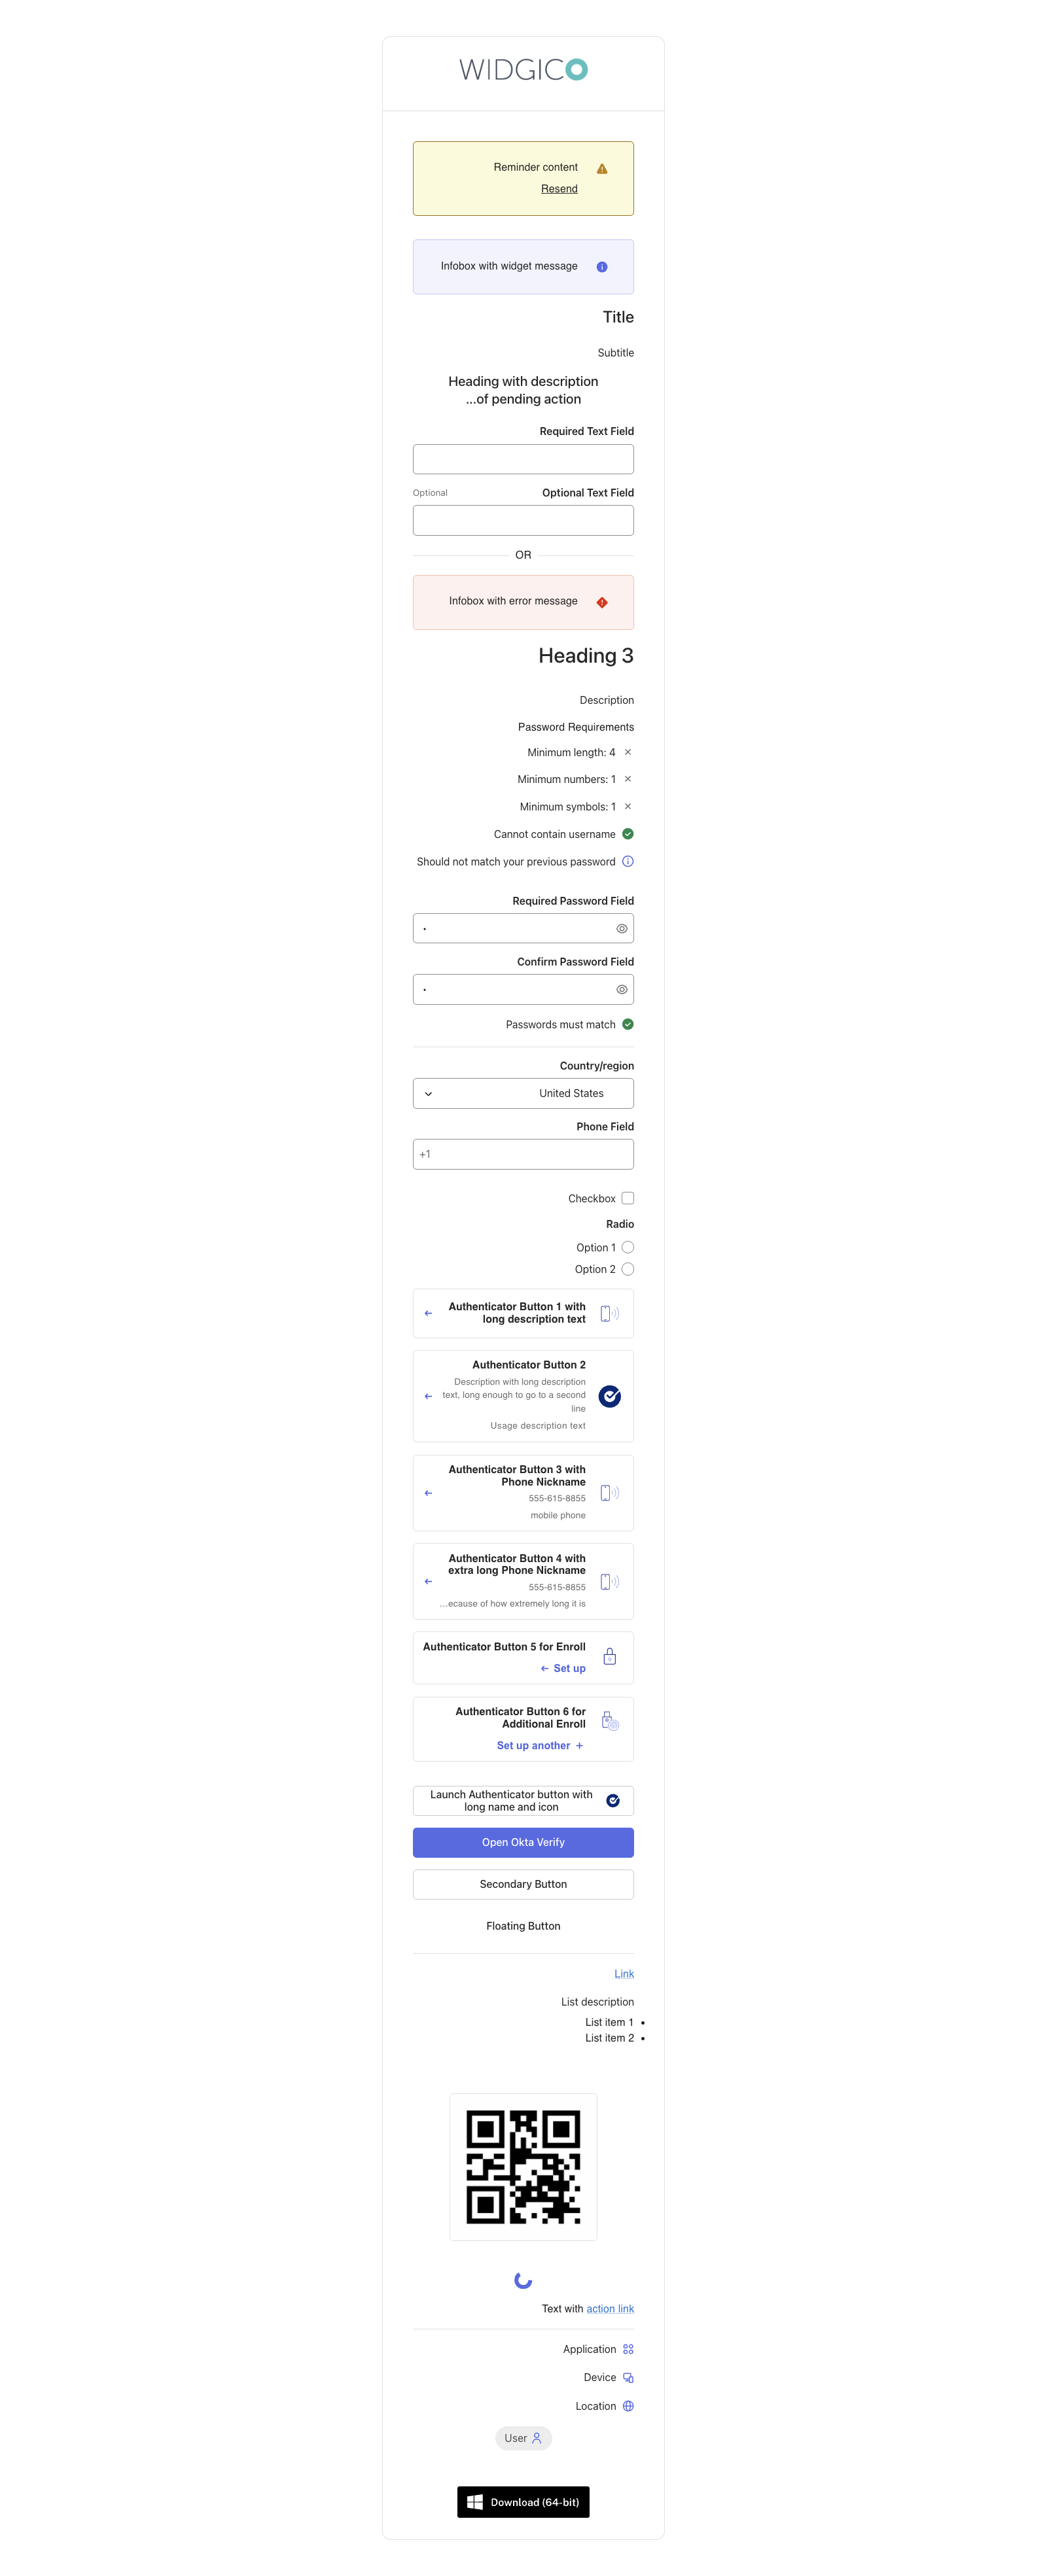 WIDGICO
Reminder content
Resend
Infobox with widget message
Title
Subtitle
Heading with description
...of pending action
Required Text Field
Optional Text Field
Optional
OR
Infobox with error message
Heading 3
Description
Password Requirements
Minimum length: 4
Minimum numbers: 1
Minimum symbols: 1
Cannot contain username
Should not match your previous password
Required Password Field
•
Confirm Password Field
•
Passwords must match
Country/region
United States
Phone Field
+1
Checkbox
Radio
Option 1
Option 2
Authenticator Button 1 with
long description text
Authenticator Button 2
Description with long description
text, long enough to go to a second
line
Usage description text
Authenticator Button 3 with
Phone Nickname
555-615-8855
mobile phone
Authenticator Button 4 with
extra long Phone Nickname
555-615-8855
...ecause of how extremely long it is
Authenticator Button 5 for Enroll
Set up
Authenticator Button 6 for
Additional Enroll
Set up another
Launch Authenticator button with
long name and icon
Open Okta Verify
Secondary Button
Floating Button
Link
List description
• List item 1
• List item 2
Text with action link
Application
Device
Location
User
Download (64-bit)